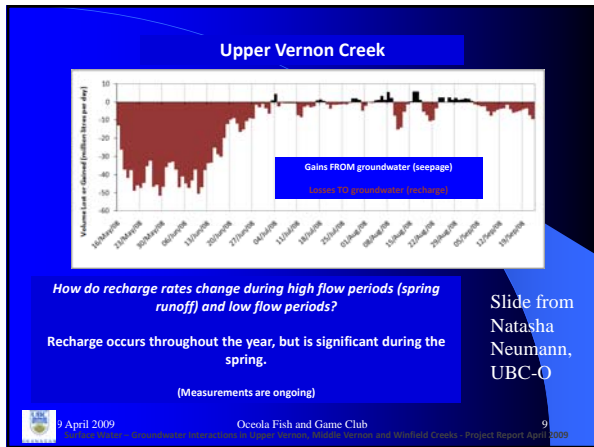 Upper Vernon Creek
Volume Lost or Gained (million litres per day)
10
0
-10
-20
-30
-40
-50
-60
Gains FROM groundwater (seepage)
Losses TO groundwater (recharge)
16/May/08
23/May/08
30/May/08
06/Jun/08
13/Jun/08
20/Jun/08
27/Jun/08
04/Jul/08
11/Jul/08
18/Jul/08
25/Jul/08
01/Aug/08
08/Aug/08
15/Aug/08
22/Aug/08
29/Aug/08
05/Sep/08
12/Sep/08
19/Sep/08
How do recharge rates change during high flow periods (spring
runoff) and low flow periods?
Recharge occurs throughout the year, but is significant during the
spring.
(Measurements are ongoing)
Slide from
Natasha
Neumann,
UBC-O
9 April 2009
Oceola Fish and Game Club
9
Surface Water – Groundwater Interactions in Upper Vernon, Middle Vernon and Winfield Creeks - Project Report April 2009